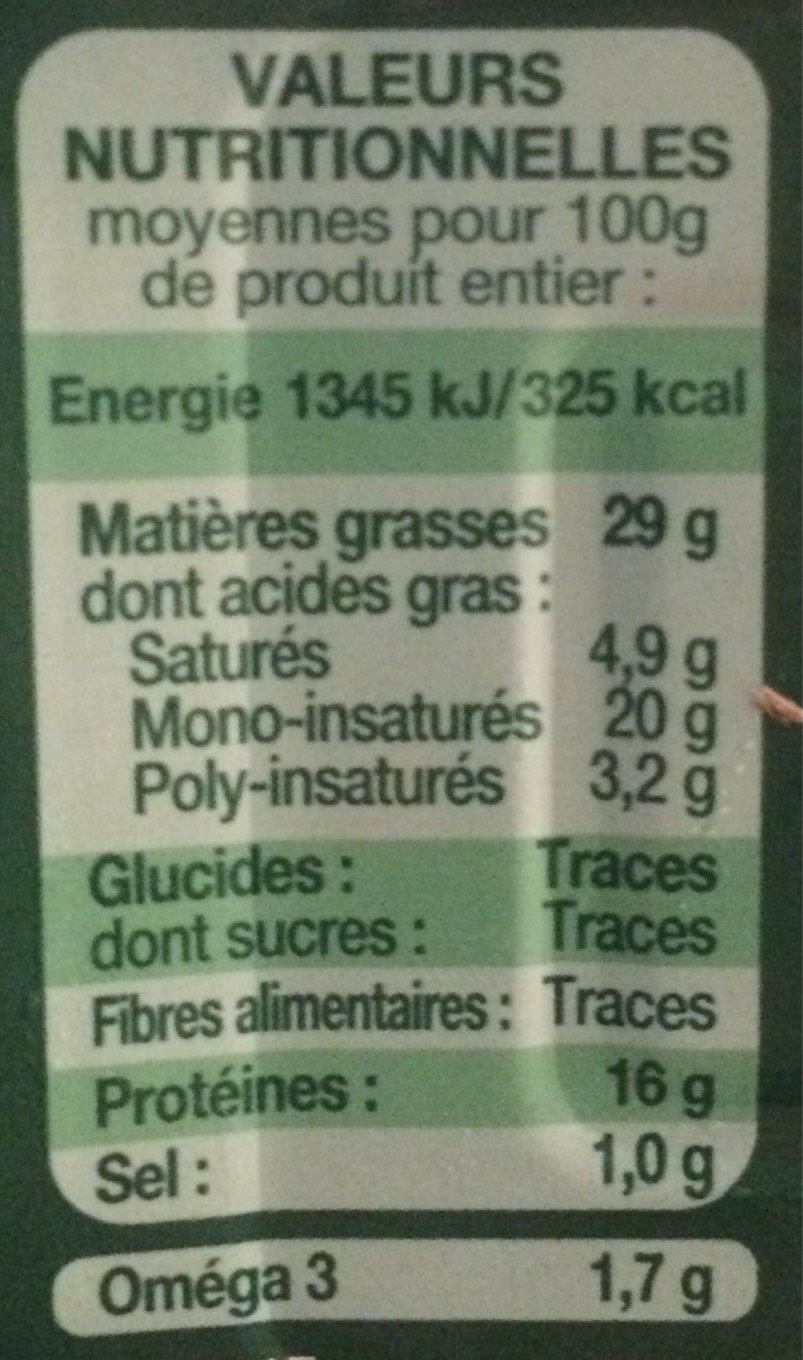 VALEURS
NUTRITIONNELLES
moyennes pour 100g
de produit entier :
Energie 1345 kJ/325 kcal
Matières grasses 29 g
dont acides gras :
Saturés 4,9 g
Mono-insaturés 20 g
Poly-insaturés 3,2 g
Glucides : Traces
dont sucres : Traces
Fibres alimentaires : Traces
Protéines : 16 g
Sel : 1,0 g
Oméga 3 1,7 g